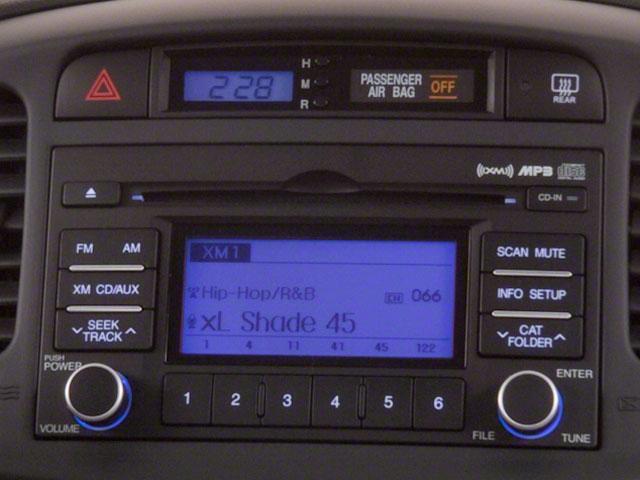 2:28
H
M
R
PASSENGER
AIR BAG OFF
REAR
XM MP3
CD-IN
FM AM
XM CD/AUX
SEEK
TRACK
PUSH
POWER
VOLUME
XM1
Hip-Hop/R&B CH 066
xL Shade 45
1 4 11 41 45 122
SCAN MUTE
INFO SETUP
CAT
FOLDER
ENTER
FILE TUNE
1 2 3 4 5 6